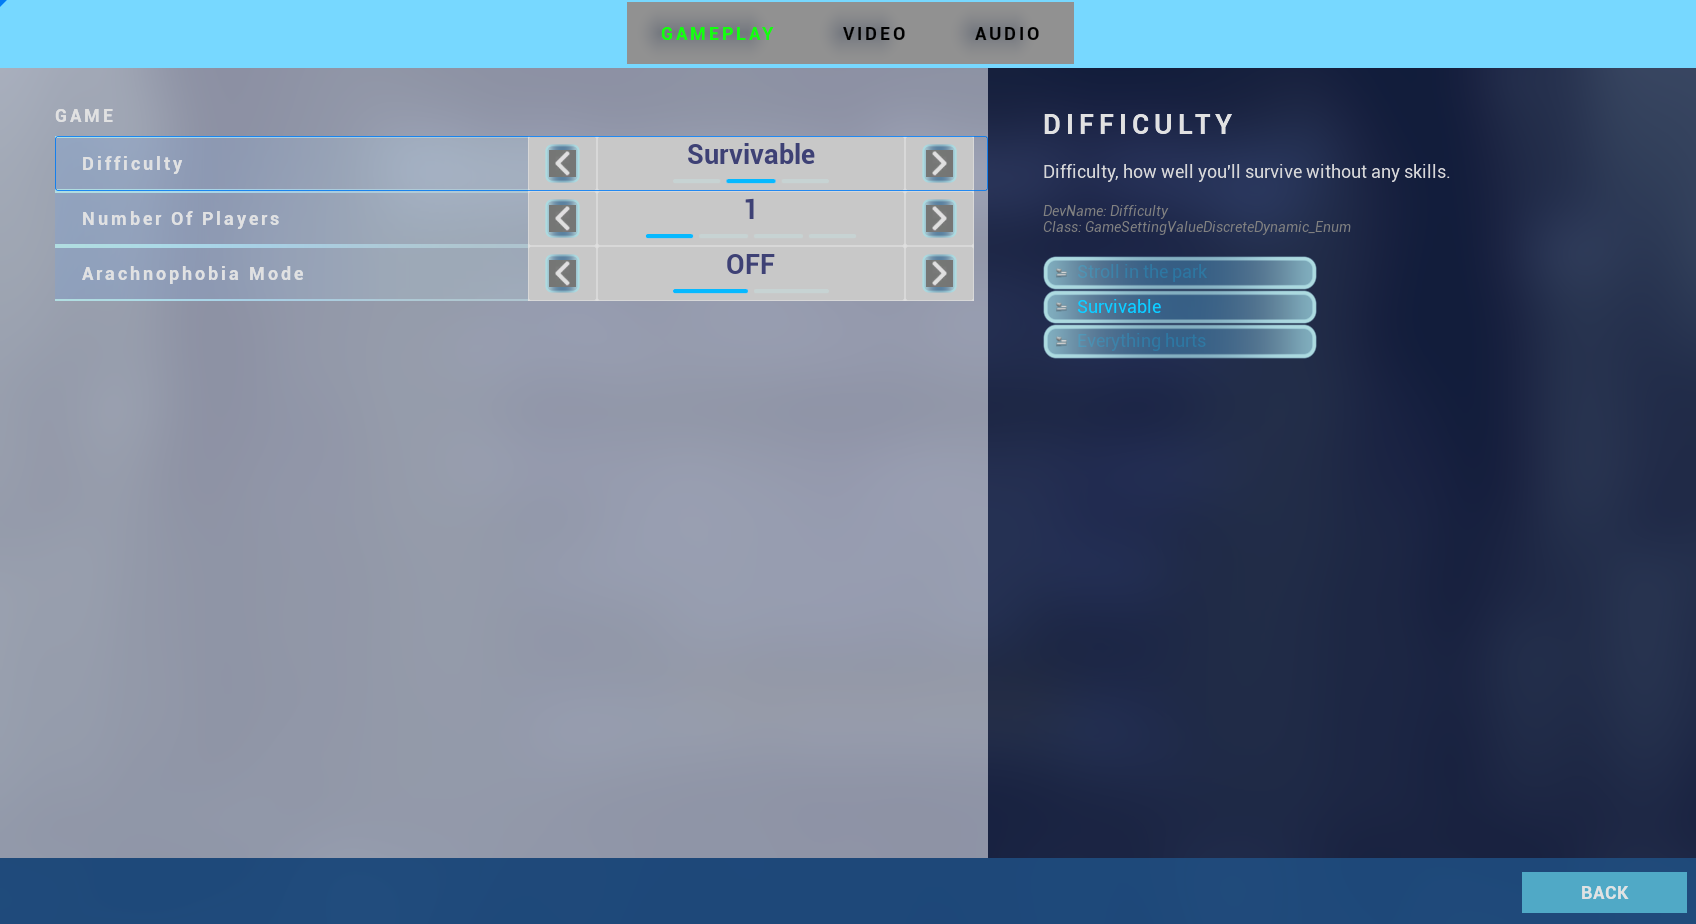 GAMEPLAY VIDEO AUDIO
GAME
Difficulty Survivable
Number Of Players 1
Arachnophobia Mode OFF
DIFFICULTY
Difficulty, how well you'll survive without any skills.
DevName: Difficulty
Class: GameSettingValueDiscreteDynamic_Enum
Stroll in the park
Survivable
Everything hurts
BACK